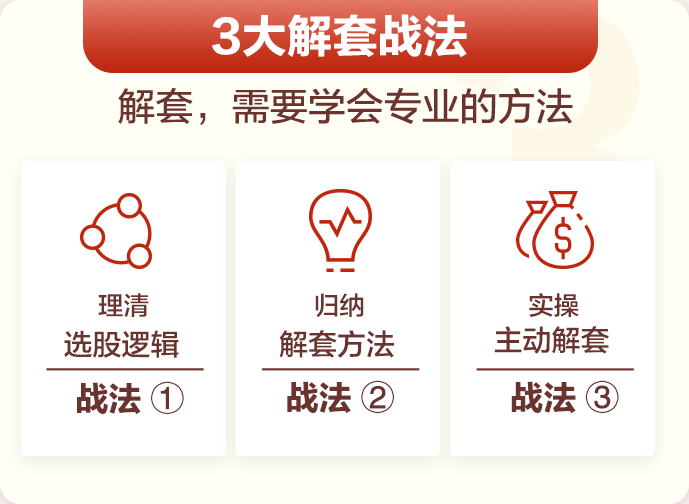 3大解套战法
解套，需要学会专业的方法
理清
选股逻辑
战法 ①
归纳
解套方法
战法 ②
$
实操
主动解套
战法 ③